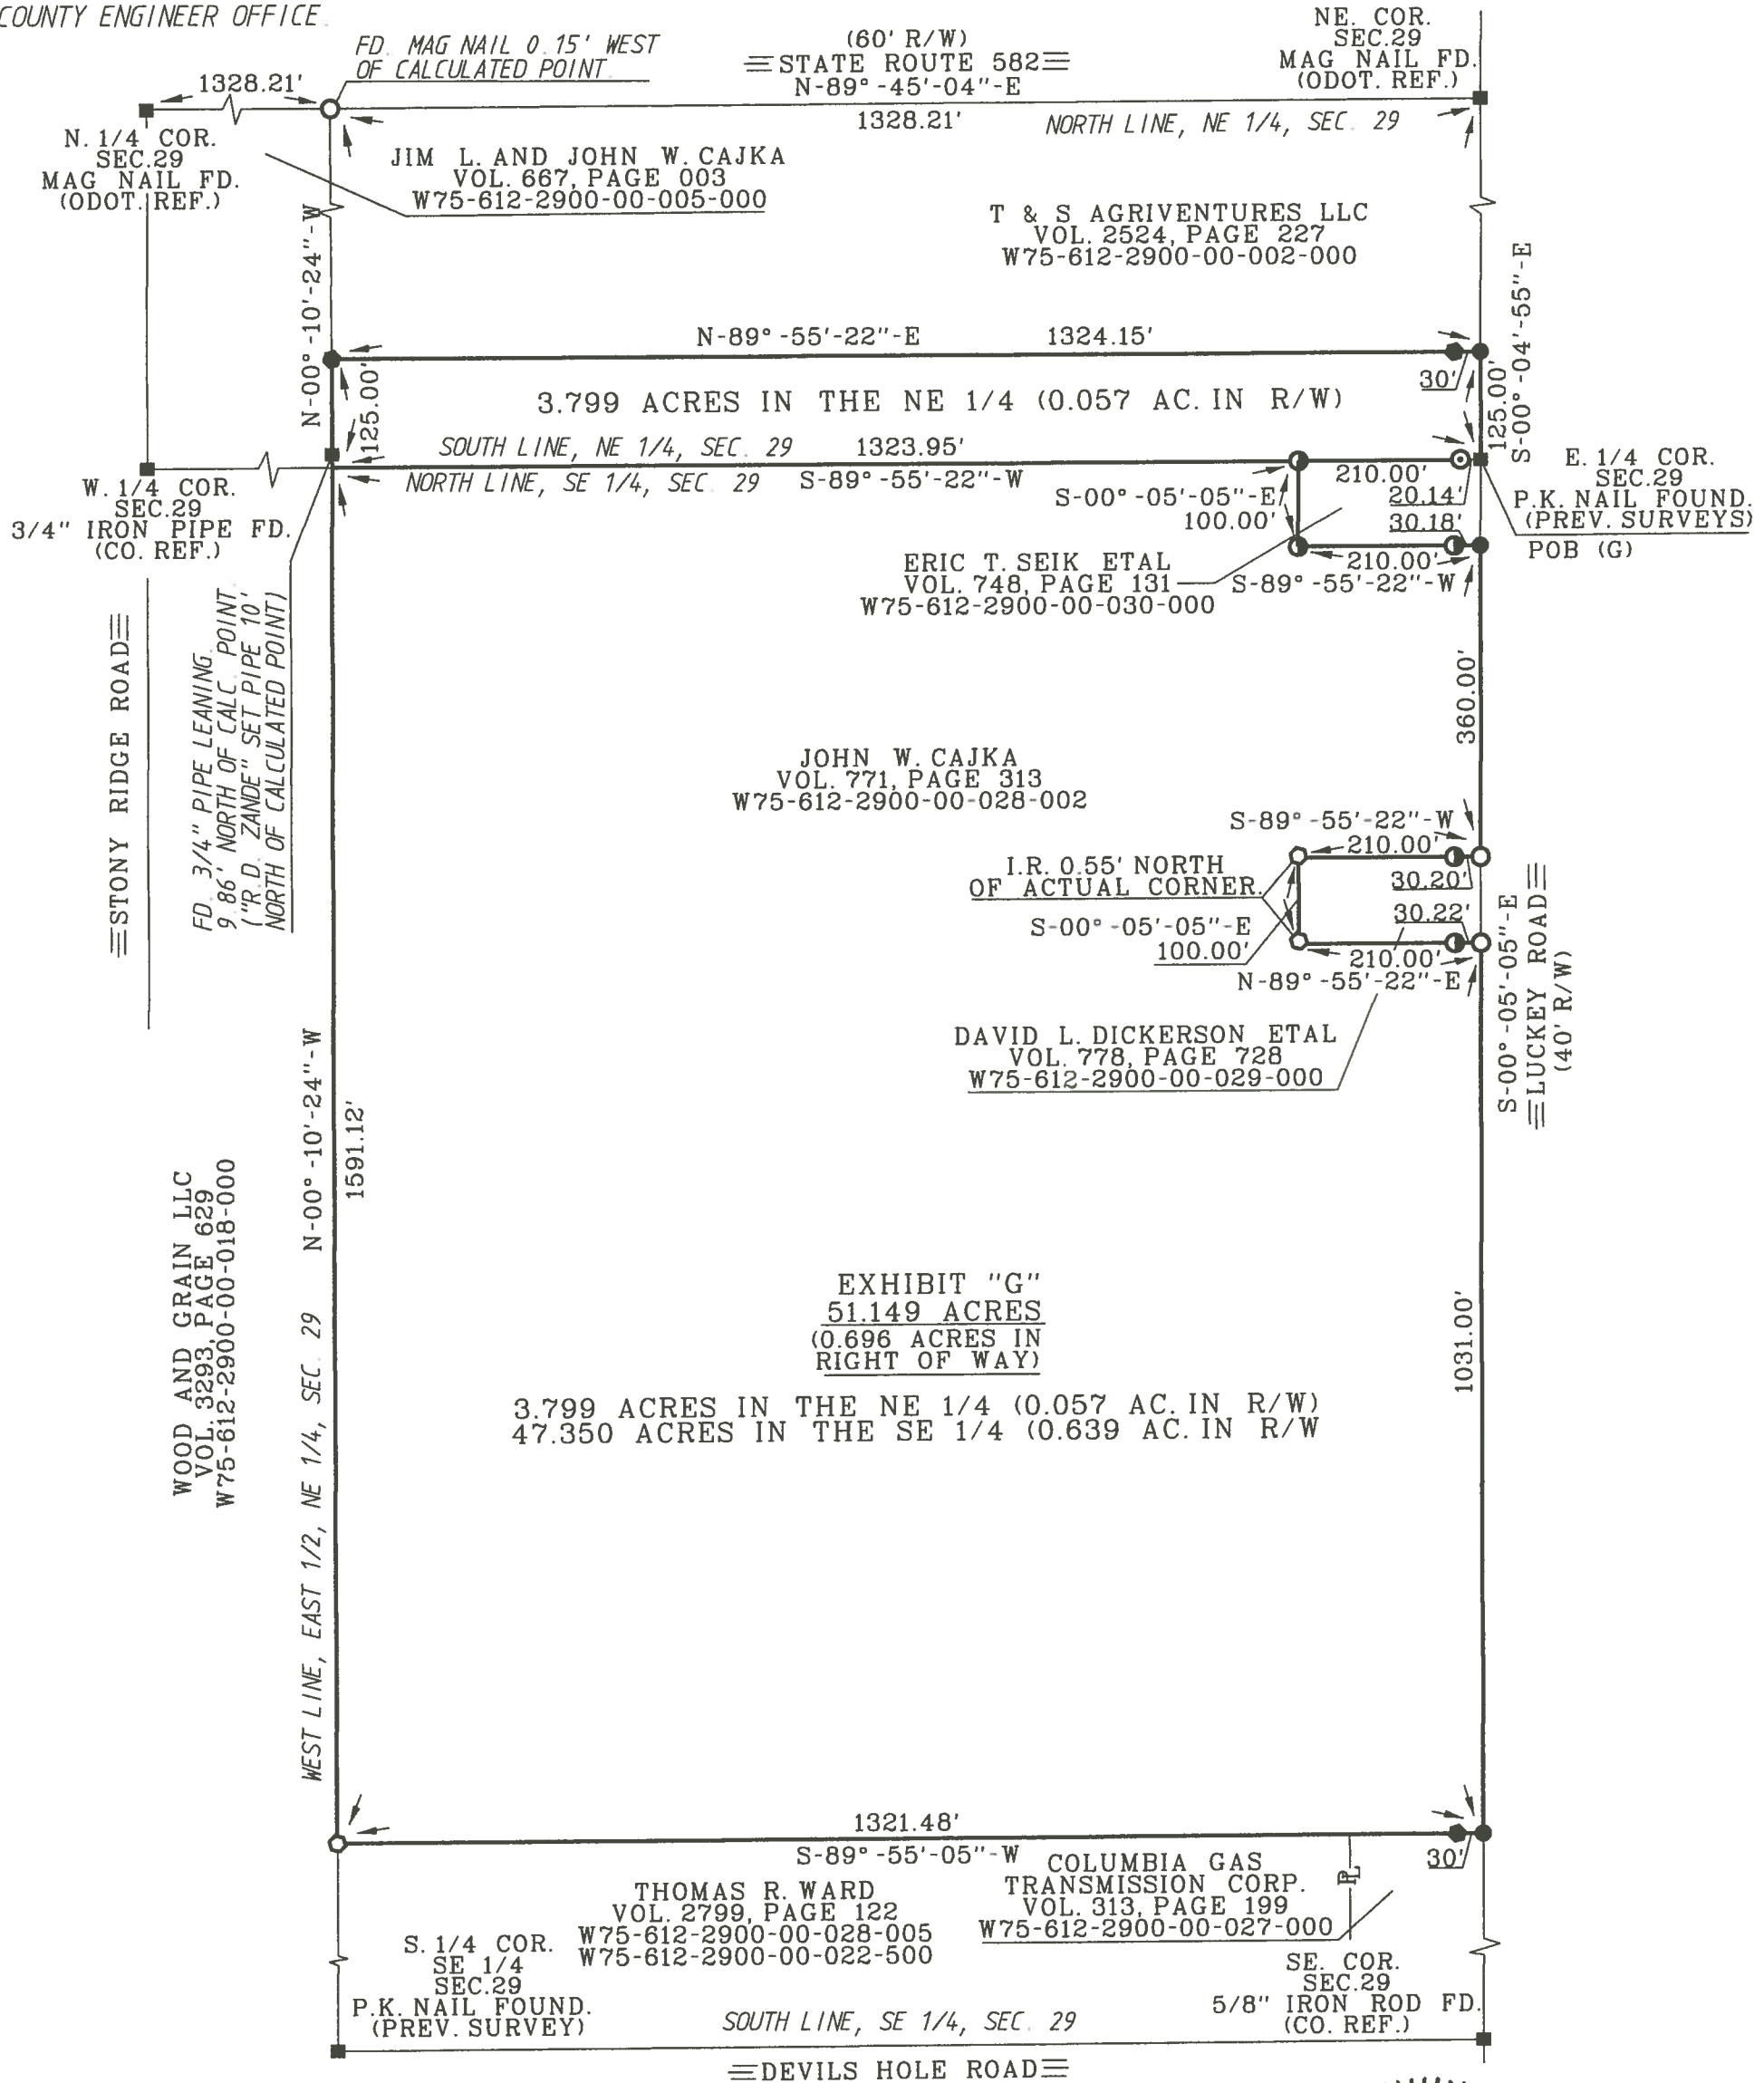 COUNTY ENGINEER OFFICE.
FD. MAG NAIL 0.15' WEST
OF CALCULATED POINT.
(60' R/W)
STATE ROUTE 582
N-89°-45'-04"-E
NE. COR.
SEC.29
MAG NAIL FD.
(ODOT. REF.)
1328.21'
1328.21'
NORTH LINE, NE 1/4, SEC. 29
N. 1/4 COR.
SEC.29
MAG NAIL FD.
(ODOT. REF.)
JIM L. AND JOHN W. CAJKA
VOL. 667, PAGE 003
W75-612-2900-00-005-000
T & S AGRIVENTURES LLC
VOL. 2524, PAGE 227
W75-612-2900-00-002-000
N-00°-10'-24"-W
S-00°-04'-55"-E
N-89°-55'-22"-E 1324.15'
30'
125.00'
125.00'
3.799 ACRES IN THE NE 1/4 (0.057 AC. IN R/W)
SOUTH LINE, NE 1/4, SEC. 29 1323.95'
NORTH LINE, SE 1/4, SEC. 29 S-89°-55'-22"-W
W. 1/4 COR.
SEC.29
3/4" IRON PIPE FD.
(CO. REF.)
210.00'
20.14'
S-00°-05'-05"-E
100.00'
30.18'
210.00'
S-89°-55'-22"-W
E. 1/4 COR.
SEC.29
P.K. NAIL FOUND.
(PREV. SURVEYS)
POB (G)
ERIC T. SEIK ETAL
VOL. 748, PAGE 131
W75-612-2900-00-030-000
STONY RIDGE ROAD
FD. 3/4" PIPE LEANING.
9.86' NORTH OF CALC. POINT.
("R.D. ZANDE" SET PIPE 10'
NORTH OF CALCULATED POINT)
360.00'
JOHN W. CAJKA
VOL. 771, PAGE 313
W75-612-2900-00-028-002
S-89°-55'-22"-W
210.00'
I.R. 0.55' NORTH
OF ACTUAL CORNER.
30.20'
30.22'
S-00°-05'-05"-E
100.00'
210.00'
N-89°-55'-22"-E
S-00°-05'-05"-E
LUCKEY ROAD
(40' R/W)
DAVID L. DICKERSON ETAL
VOL. 778, PAGE 728
W75-612-2900-00-029-000
N-00°-10'-24"-W
1591.12'
WOOD AND GRAIN LLC
VOL. 3293, PAGE 629
W75-612-2900-00-018-000
WEST LINE, EAST 1/2, NE 1/4, SEC. 29
EXHIBIT "G"
51.149 ACRES
(0.696 ACRES IN
RIGHT OF WAY)
1031.00'
3.799 ACRES IN THE NE 1/4 (0.057 AC. IN R/W)
47.350 ACRES IN THE SE 1/4 (0.639 AC. IN R/W
1321.48'
S-89°-55'-05"-W
30'
COLUMBIA GAS
TRANSMISSION CORP.
VOL. 313, PAGE 199
W75-612-2900-00-027-000
PL
THOMAS R. WARD
VOL. 2799, PAGE 122
W75-612-2900-00-028-005
W75-612-2900-00-022-500
S. 1/4 COR.
SE 1/4
SEC.29
P.K. NAIL FOUND.
(PREV. SURVEY)
SE. COR.
SEC.29
5/8" IRON ROD FD.
(CO. REF.)
SOUTH LINE, SE 1/4, SEC. 29
DEVILS HOLE ROAD